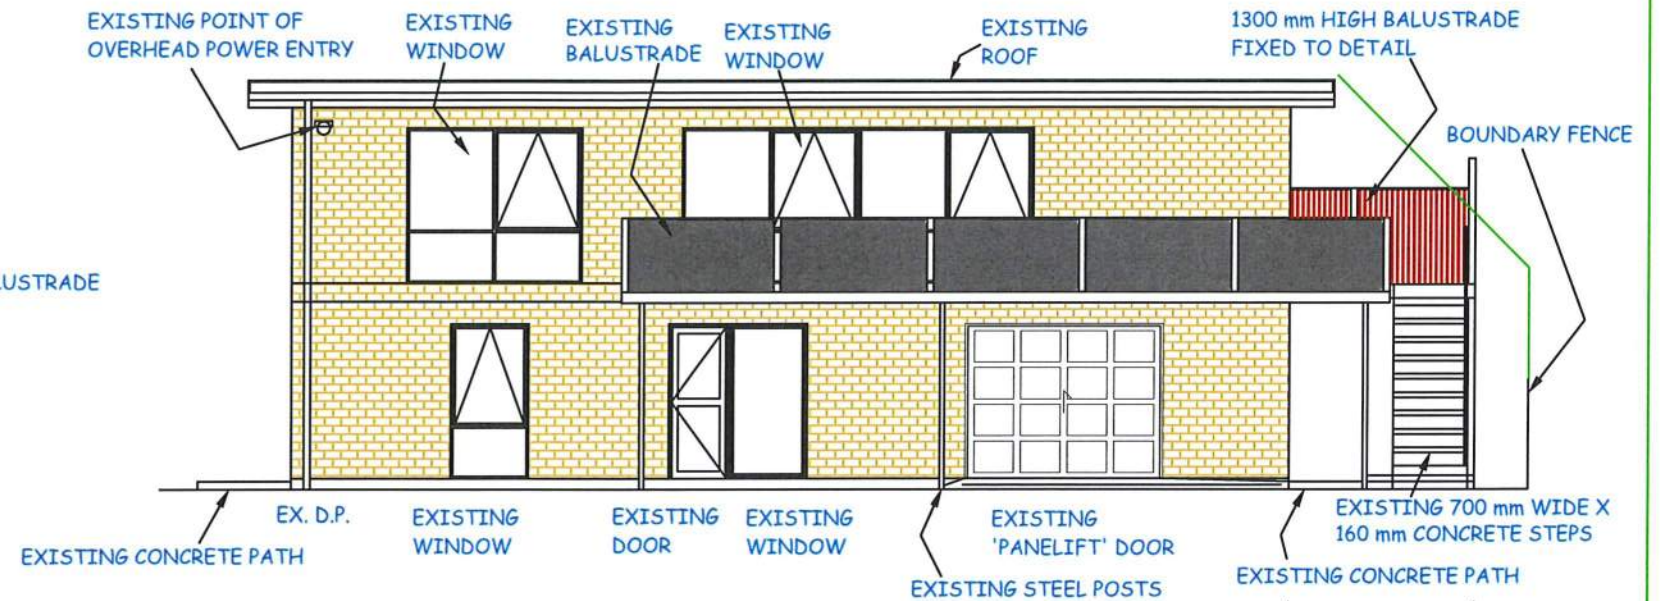 EXISTING POINT OF
OVERHEAD POWER ENTRY
EXISTING
WINDOW
EXISTING
BALUSTRADE
EXISTING
WINDOW
EXISTING
ROOF
1300 mm HIGH BALUSTRADE
FIXED TO DETAIL
BOUNDARY FENCE
LUSTRADE
EX. D.P.
EXISTING CONCRETE PATH
EXISTING
WINDOW
EXISTING
DOOR
EXISTING
WINDOW
EXISTING
'PANELIFT' DOOR
EXISTING STEEL POSTS
EXISTING 700 mm WIDE X
160 mm CONCRETE STEPS
EXISTING CONCRETE PATH